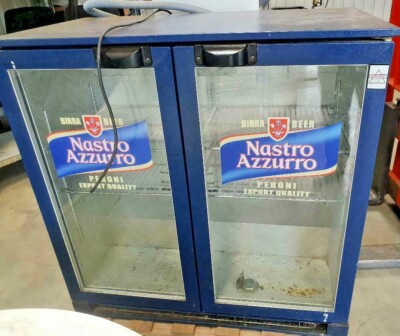 BIRRA BEER
Nastro
Azzurro
PERONI
EXPORT QUALITY
BIRRA BEER
Nastro
Azzurro
PERONI
EXPORT QUALITY